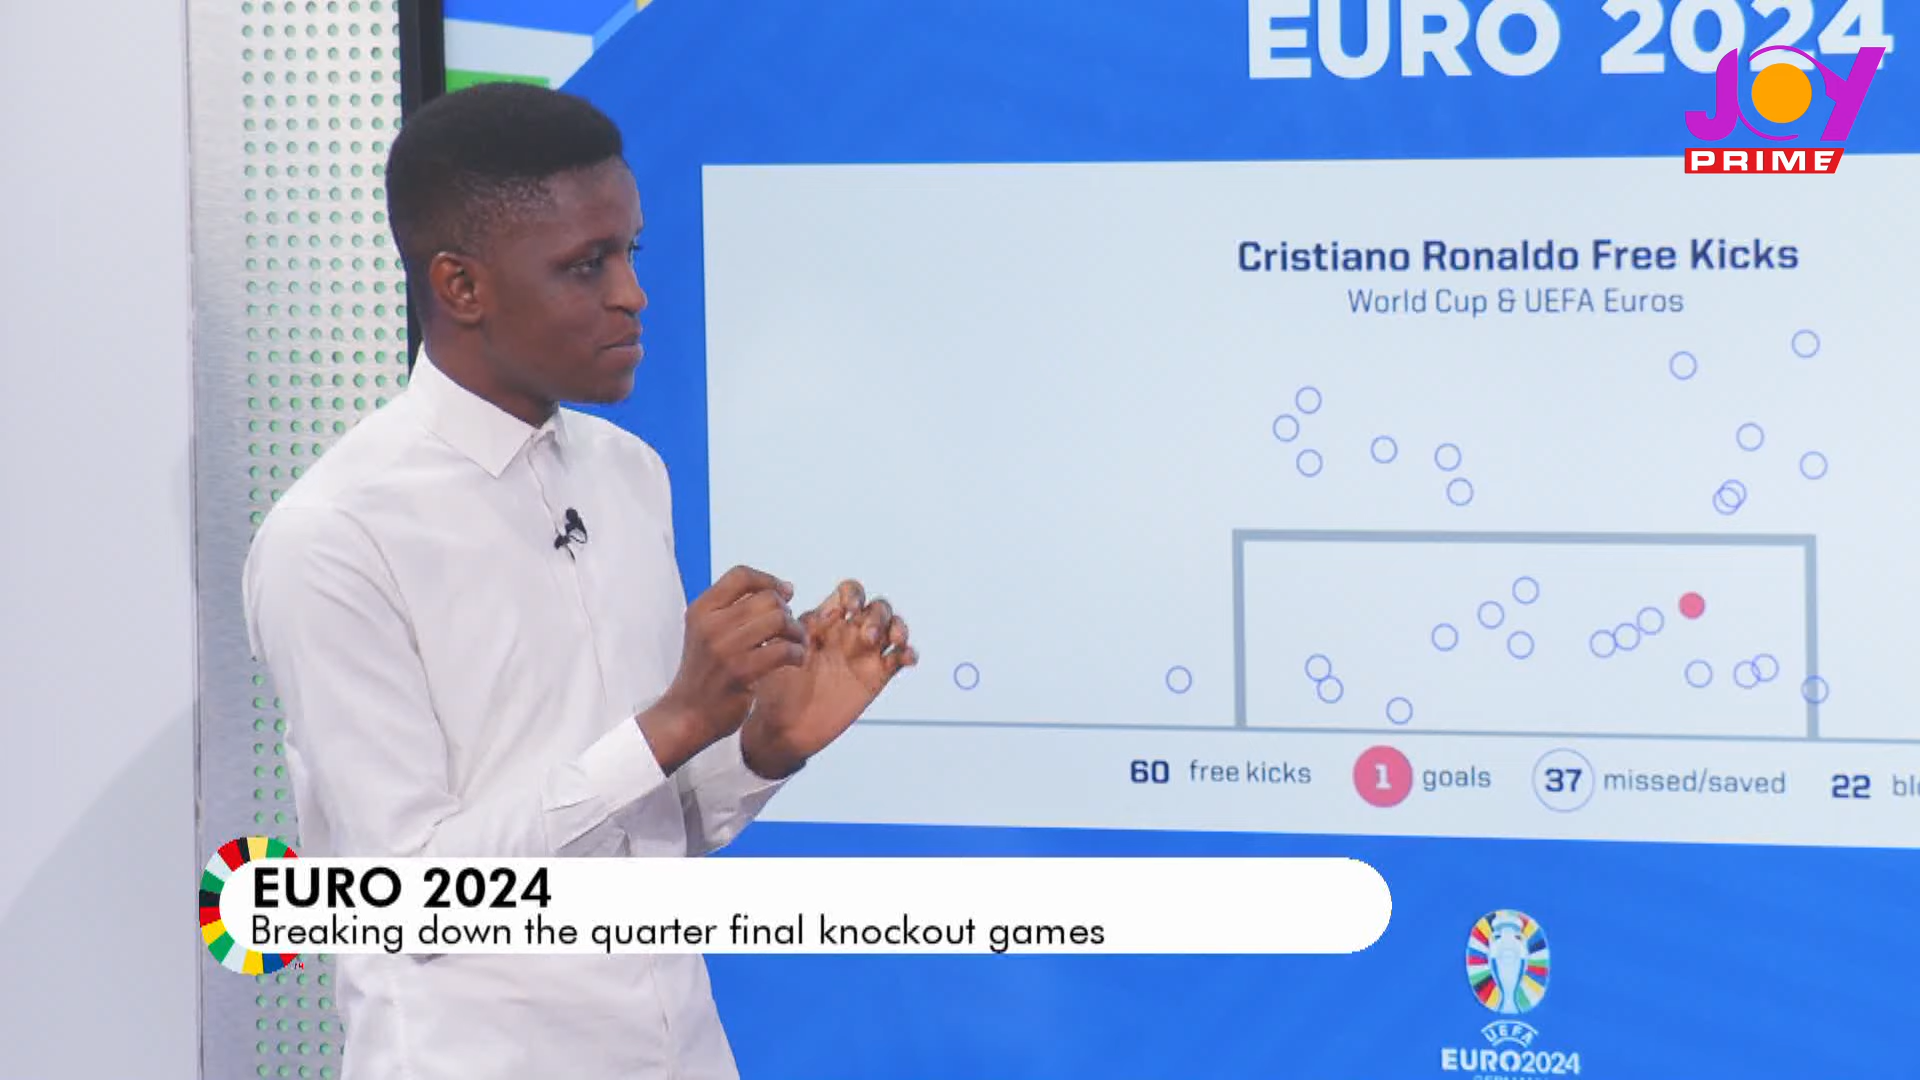 EURO 2024
JOY
PRIME
Cristiano Ronaldo Free Kicks
World Cup & UEFA Euros
60 free kicks 1 goals 37 missed/saved 22
EURO 2024
Breaking down the quarter final knockout games
UEFA
EURO2024